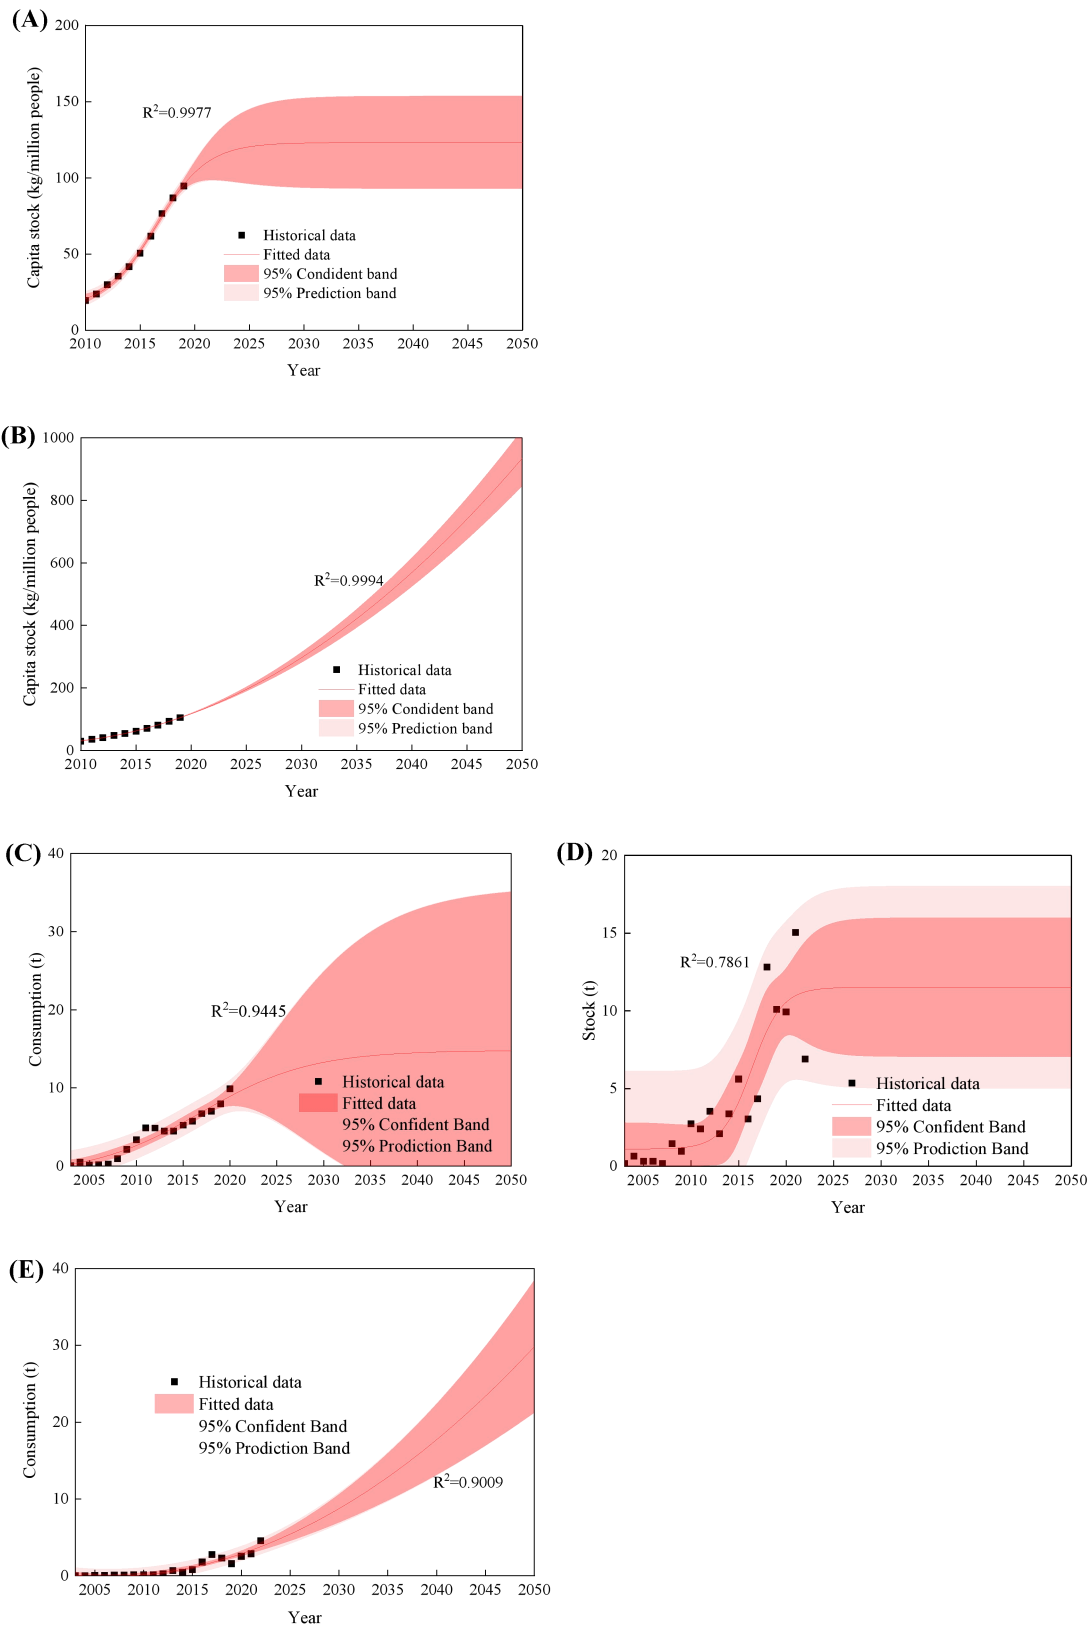 (A)
200
150
100
50
0
Capita stock (kg/million people)
R²=0.9977
Historical data
Fitted data
95% Condident band
95% Prediction band
2010 2015 2020 2025 2030 2035 2040 2045 2050
Year
(B)
1000
800
600
400
200
0
Capita stock (kg/million people)
R²=0.9994
Historical data
Fitted data
95% Condident band
95% Prediction band
2010 2015 2020 2025 2030 2035 2040 2045 2050
Year
(C)
40
30
20
10
0
Consumption (t)
R²=0.9445
Historical data
Fitted data
95% Confident Band
95% Prodiction Band
2005 2010 2015 2020 2025 2030 2035 2040 2045 2050
Year
(D)
20
15
10
5
0
Stock (t)
R²=0.7861
Historical data
Fitted data
95% Confident Band
95% Prodiction Band
2005 2010 2015 2020 2025 2030 2035 2040 2045 2050
Year
(E)
40
30
20
10
0
Consumption (t)
Historical data
Fitted data
95% Confident Band
95% Prodiction Band
R²=0.9009
2005 2010 2015 2020 2025 2030 2035 2040 2045 2050
Year